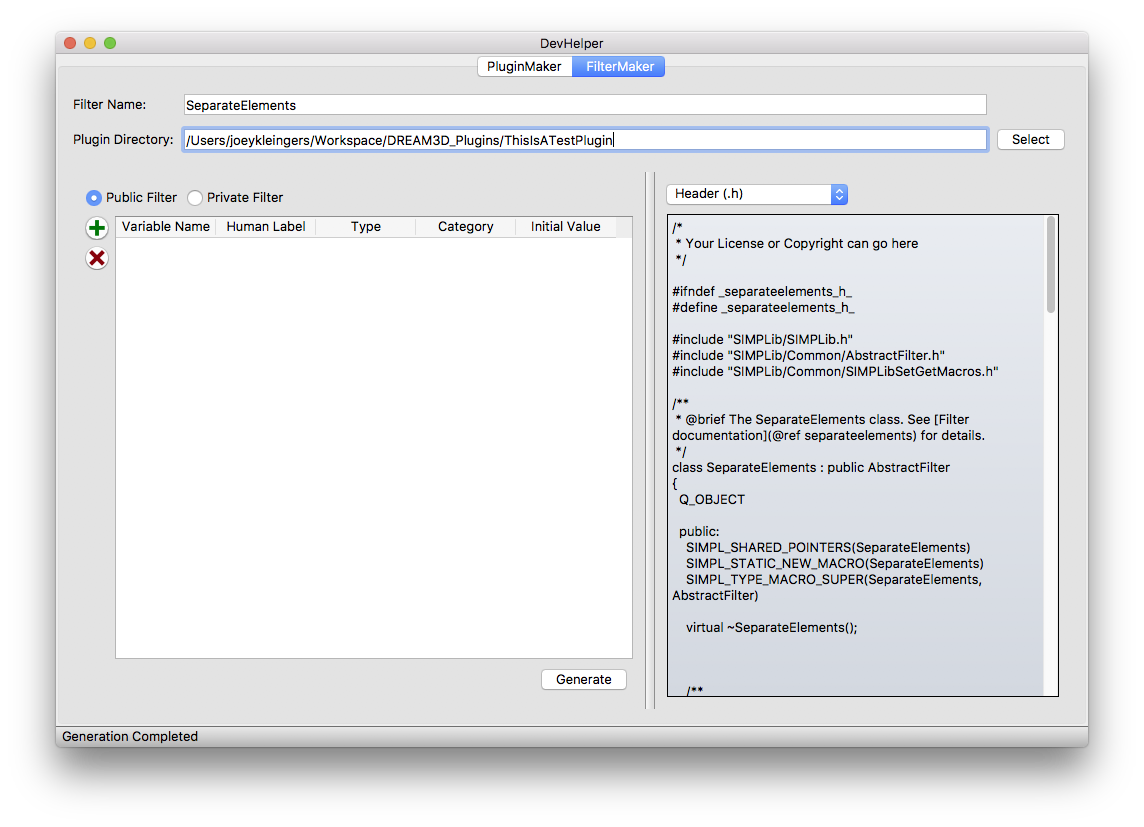 DevHelper
PluginMaker FilterMaker
Filter Name: SeparateElements
Plugin Directory: /Users/joeykleingers/Workspace/DREAM3D_Plugins/ThisIsATestPlugin Select
Public Filter Private Filter
Variable Name Human Label Type Category Initial Value
Generate
Header (.h)
/*
* Your License or Copyright can go here
*/
#ifndef _separateelements_h_
#define _separateelements_h_
#include "SIMPLib/SIMPLib.h"
#include "SIMPLib/Common/AbstractFilter.h"
#include "SIMPLib/Common/SIMPLibSetGetMacros.h"
/**
* @brief The SeparateElements class. See [Filter
documentation](@ref separateelements) for details.
*/
class SeparateElements : public AbstractFilter
{
Q_OBJECT
public:
SIMPL_SHARED_POINTERS(SeparateElements)
SIMPL_STATIC_NEW_MACRO(SeparateElements)
SIMPL_TYPE_MACRO_SUPER(SeparateElements,
AbstractFilter)
virtual ~SeparateElements();
/**
Generation Completed